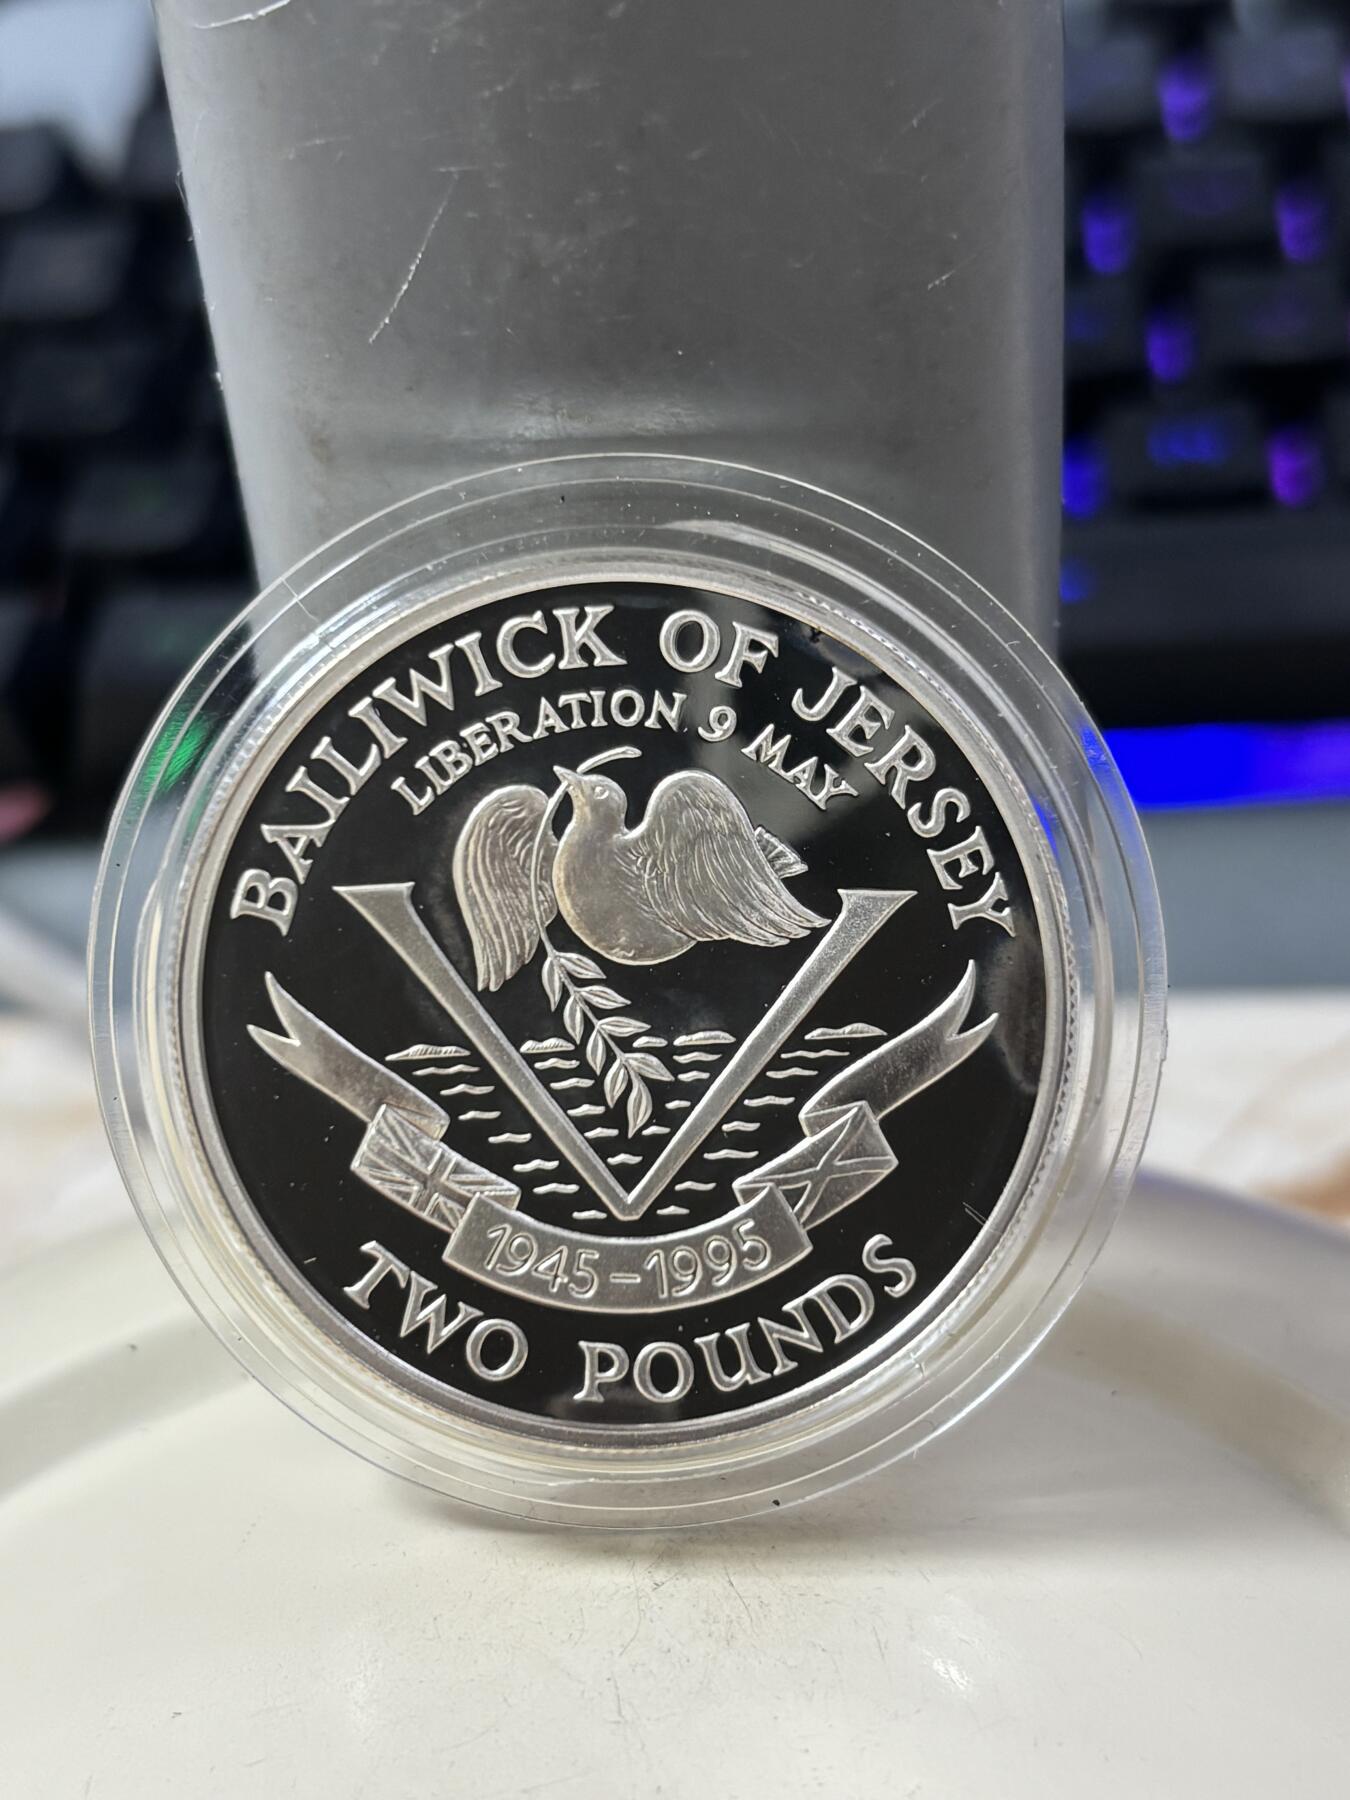 BAILIWICK OF JERSEY
LIBERATION 9 MAY
1945-1995
TWO POUNDS